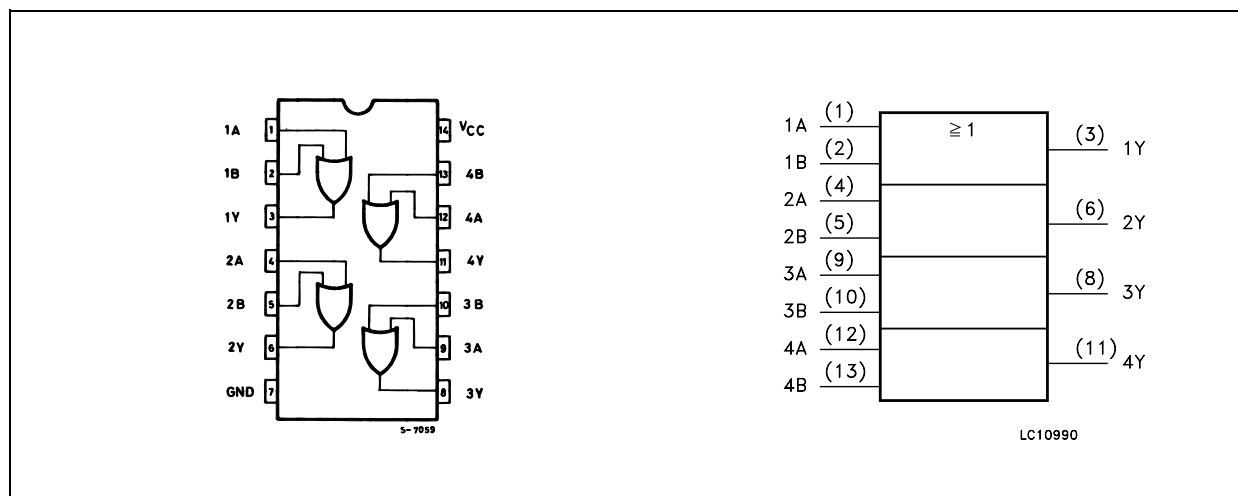 1A 1 14 VCC
1B 2 13 4B
1Y 3 12 4A
2A 4 11 4Y
2B 5 10 3B
2Y 6 9 3A
GND 7 8 3Y
S-7059
1A (1) ≧1
1B (2) (3) 1Y
2A (4)
2B (5) (6) 2Y
3A (9)
3B (10) (8) 3Y
4A (12)
4B (13) (11) 4Y
LC10990